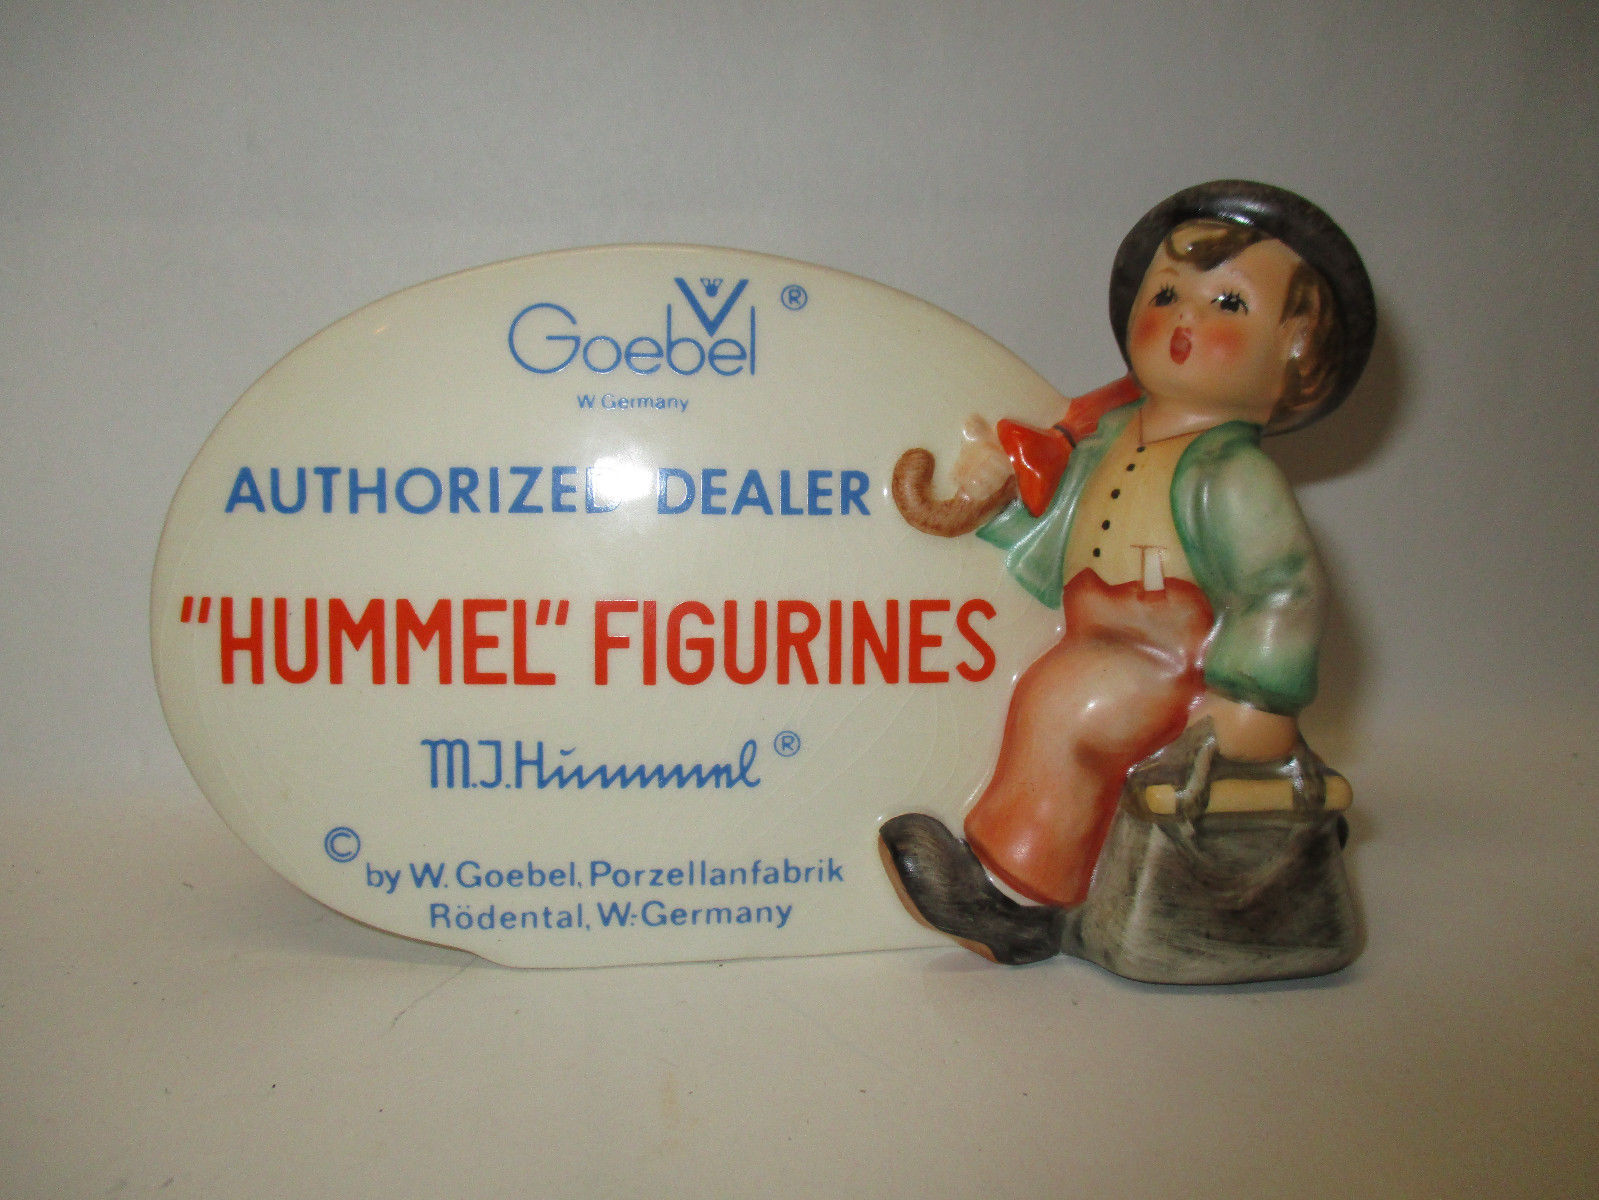 Goebel ®
W. Germany
AUTHORIZED DEALER
"HUMMEL" FIGURINES
M.J.Hummel ®
© by W. Goebel, Porzellanfabrik
Rödental, W.-Germany